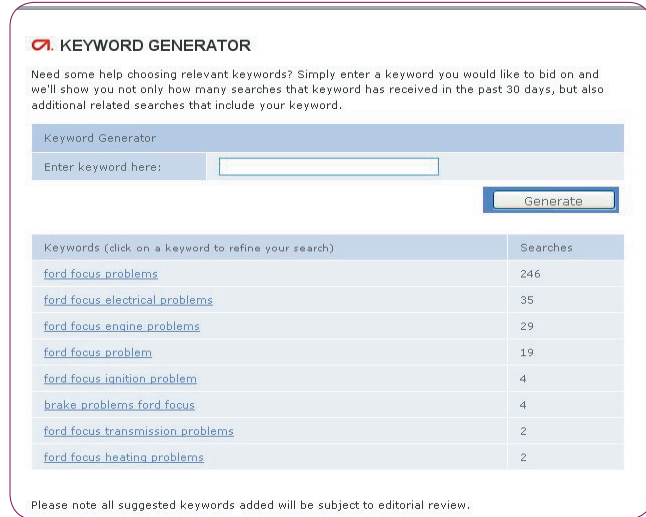 KEYWORD GENERATOR
Need some help choosing relevant keywords? Simply enter a keyword you would like to bid on and
we'll show you not only how many searches that keyword has received in the past 30 days, but also
additional related searches that include your keyword.
Keyword Generator
Enter keyword here:
Generate
Keywords (click on a keyword to refine your search) Searches
ford focus problems 246
ford focus electrical problems 35
ford focus engine problems 29
ford focus problem 19
ford focus ignition problem 4
brake problems ford focus 4
ford focus transmission problems 2
ford focus heating problems 2
Please note all suggested keywords added will be subject to editorial review.